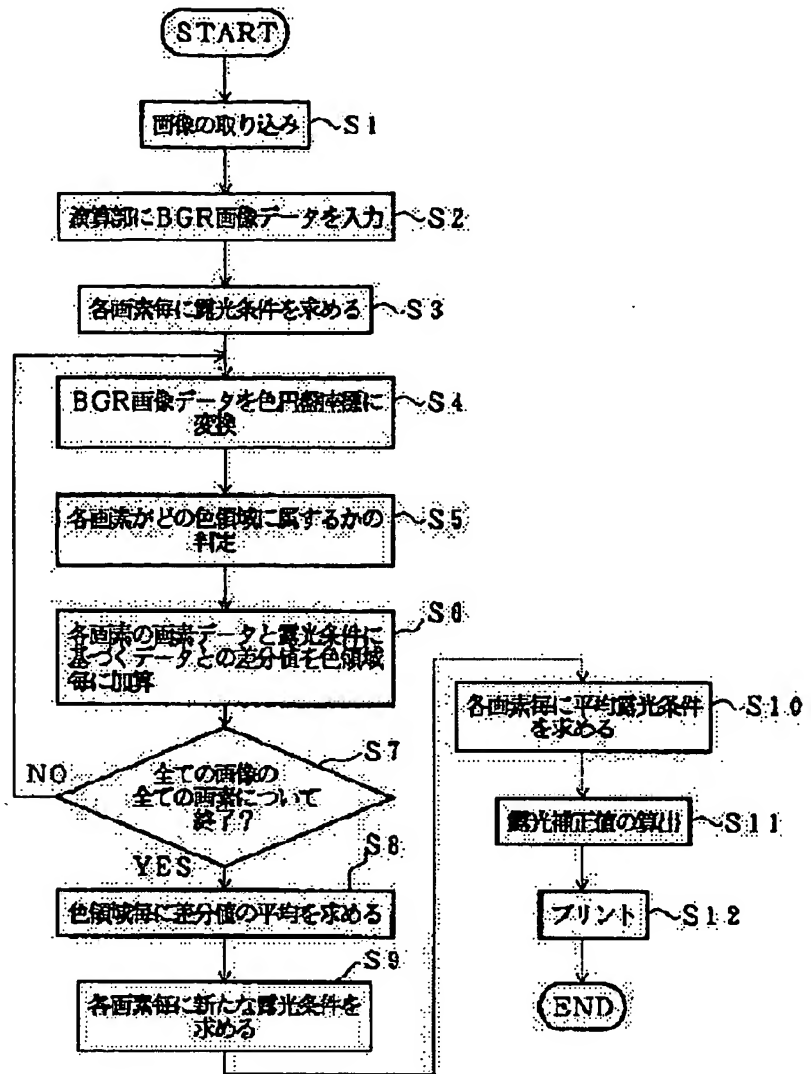 START
画像の取り込み
S1
演算部にBGR画像データを入力
S2
各画素毎に露光条件を求める
S3
BGR画像データを色円盤座標に
変換
S4
各画素がどの色領域に属するかの
判定
S5
各画素の画素データと露光条件に
基づくデータとの差分値を色領域
毎に加算
S6
S7
全ての画像の
全ての画素について
終了?
NO
YES
S8
色領域毎に差分値の平均を求める
S9
各画素毎に新たな露光条件を
求める
各画素毎に平均露光条件
を求める
S10
露光補正値の算出
S11
プリント
S12
END